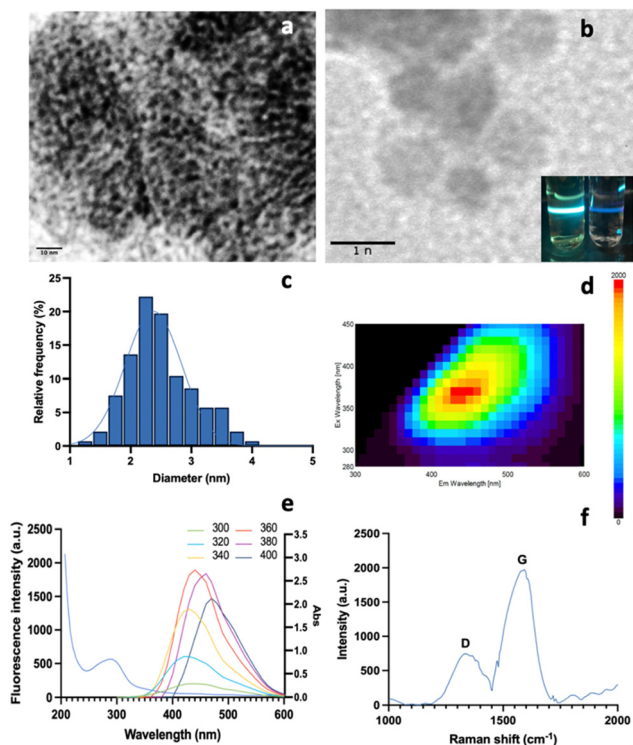 a
10 nm
b
1 n
c
25
20
15
10
5
0
Relative frequency (%)
1 2 3 4 5
Diameter (nm)
d
2000
0
450
400
350
300
280
Ex Wavelength [nm]
300 400 500 600
Em Wavelength [nm]
e
2500
2000
1500
1000
500
0
Fluorescence intensity (a.u.)
300 360
320 380
340 400
3.5
3.0
2.5
2.0
1.5
1.0
0.5
0.0
Abs
200 300 400 500 600
Wavelength (nm)
f
2500
2000
1500
1000
500
0
Intensity (a.u.)
G
D
1000 1500 2000
Raman shift (cm⁻¹)